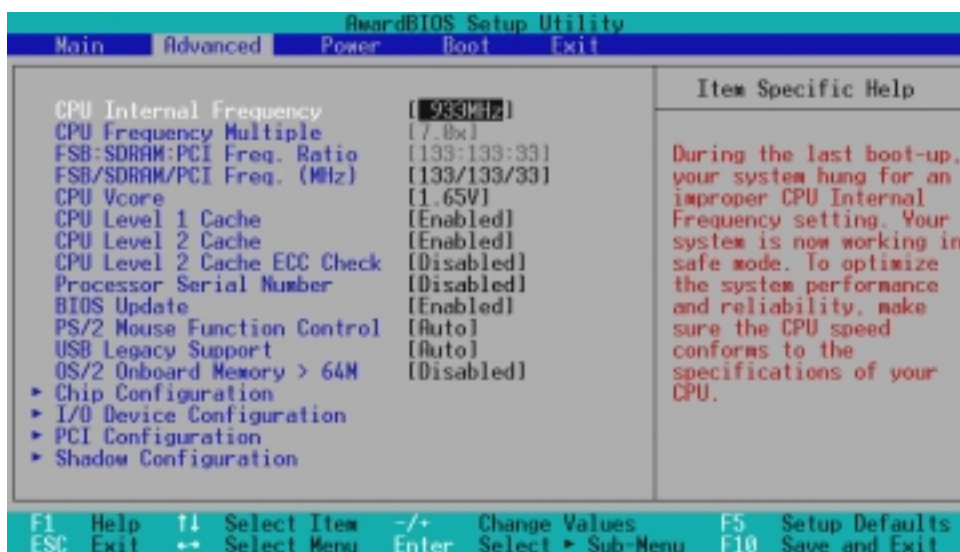 AwardBIOS Setup Utility
Main Advanced Power Boot Exit
Item Specific Help
CPU Internal Frequency [ 933MHz]
CPU Frequency Multiple [7.0x]
FSB:SDRAM:PCI Freq. Ratio [133:133:33]
FSB/SDRAM/PCI Freq. (MHz) [133/133/33]
CPU Vcore [1.65V]
CPU Level 1 Cache [Enabled]
CPU Level 2 Cache [Enabled]
CPU Level 2 Cache ECC Check [Disabled]
Processor Serial Number [Disabled]
BIOS Update [Enabled]
PS/2 Mouse Function Control [Auto]
USB Legacy Support [Auto]
OS/2 Onboard Memory > 64M [Disabled]
► Chip Configuration
► I/O Device Configuration
► PCI Configuration
► Shadow Configuration
During the last boot-up,
your system hung for an
improper CPU Internal
Frequency setting. Your
system is now working in
safe mode. To optimize
the system performance
and reliability, make
sure the CPU speed
conforms to the
specifications of your
CPU.
F1 Help ↑↓ Select Item -/+ Change Values F5 Setup Defaults
ESC Exit ↔ Select Menu Enter Select ► Sub-Menu F10 Save and Exit